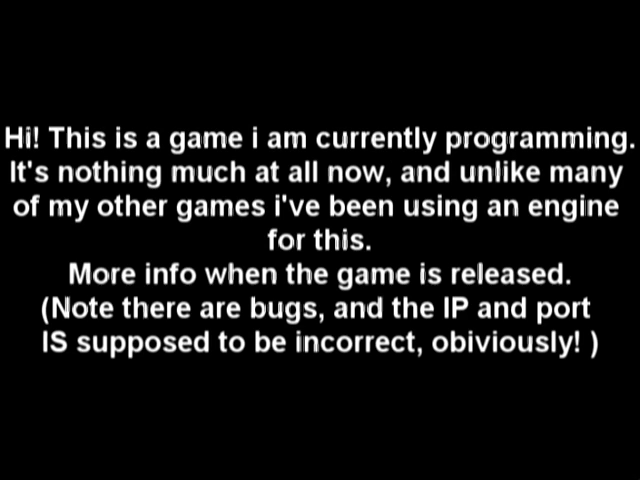 Hi! This is a game i am currently programming.
It's nothing much at all now, and unlike many
of my other games i've been using an engine
for this.
More info when the game is released.
(Note there are bugs, and the IP and port
IS supposed to be incorrect, obiviously! )